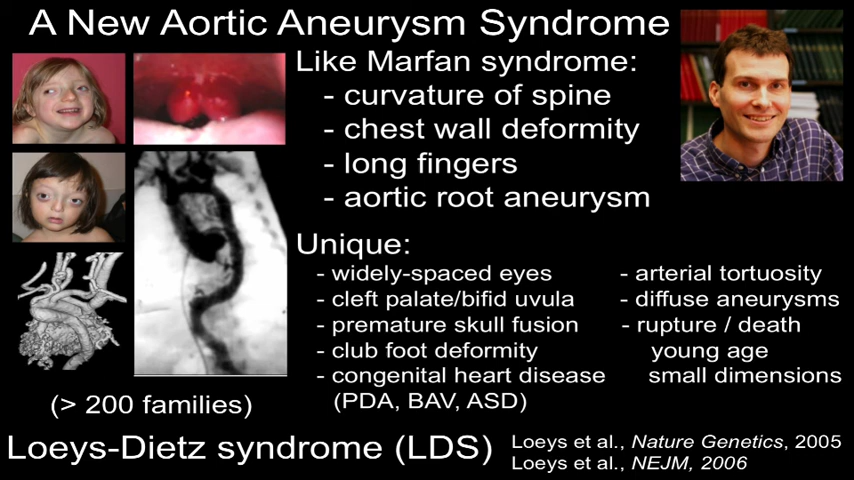 A New Aortic Aneurysm Syndrome
Like Marfan syndrome:
- curvature of spine
- chest wall deformity
- long fingers
- aortic root aneurysm
Unique:
- widely-spaced eyes
- cleft palate/bifid uvula
- premature skull fusion
- club foot deformity
- congenital heart disease
(PDA, BAV, ASD)
- arterial tortuosity
- diffuse aneurysms
- rupture / death
young age
small dimensions
(> 200 families)
Loeys-Dietz syndrome (LDS)
Loeys et al., Nature Genetics, 2005
Loeys et al., NEJM, 2006